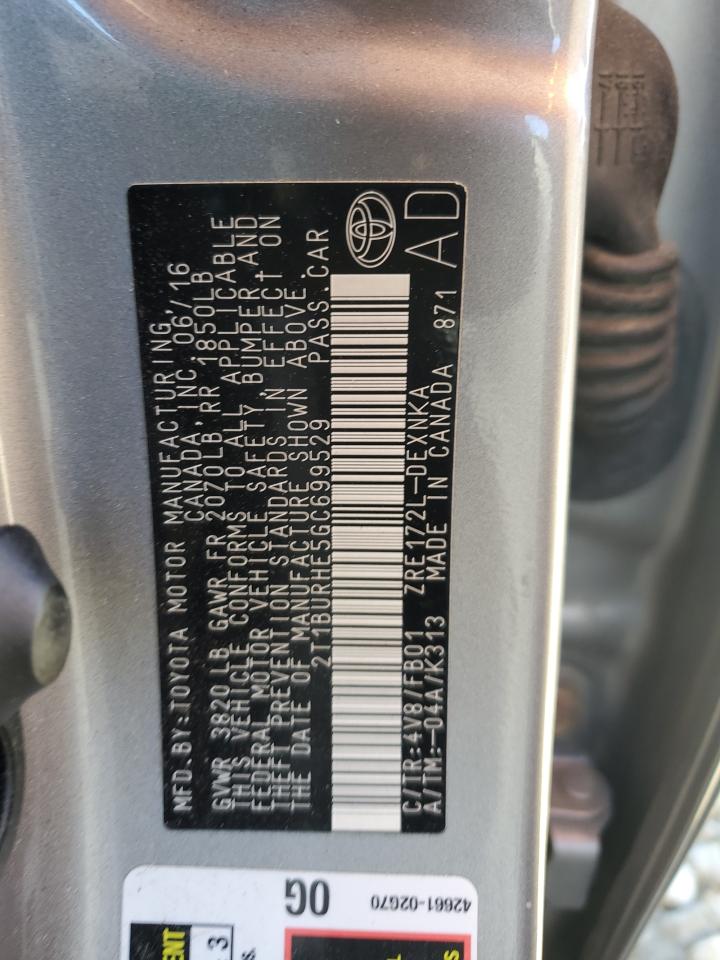 MFD.BY:TOYOTA MOTOR MANUFACTURING,
CANADA, INC. 06/16
GVWR 3820 LB GAWR FR 2070LB RR 1850LB
THIS VEHICLE CONFORMS TO ALL APPLICABLE
FEDERAL MOTOR VEHICLE SAFETY, BUMPER AND
THEFT PREVENTION STANDARDS IN EFFECT ON
THE DATE OF MANUFACTURE SHOWN ABOVE.
2T1BURHE5GC699529 PASS.CAR
C/TR:4V8/FB01 ZRE172L-DEXNKA
A/TM:-04A/K313 MADE IN CANADA 871
AD
0G
42661-02G70